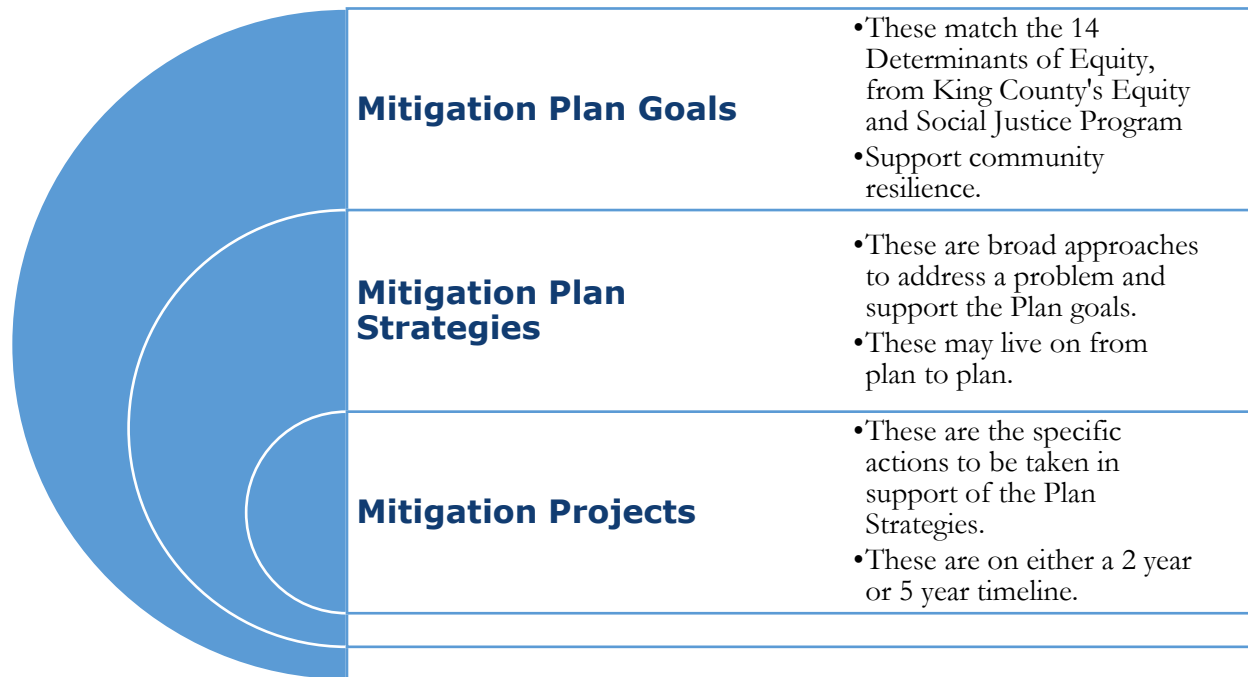 Mitigation Plan Goals
•These match the 14
Determinants of Equity,
from King County's Equity
and Social Justice Program
•Support community
resilience.
Mitigation Plan
Strategies
•These are broad approaches
to address a problem and
support the Plan goals.
•These may live on from
plan to plan.
Mitigation Projects
•These are the specific
actions to be taken in
support of the Plan
Strategies.
•These are on either a 2 year
or 5 year timeline.